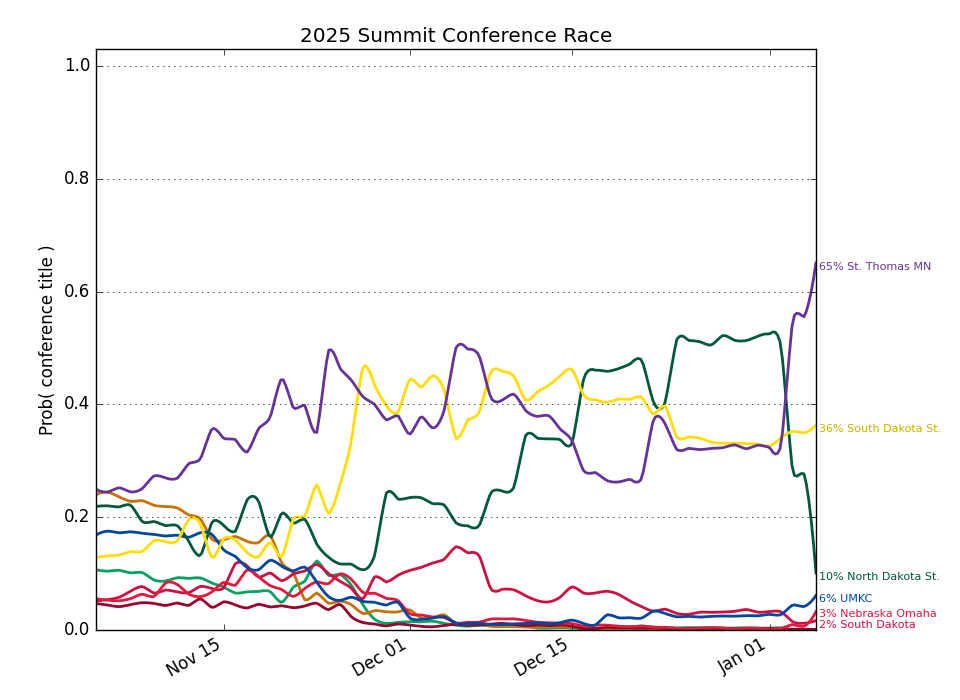 2025 Summit Conference Race
Prob( conference title )
1.0
0.8
0.6
0.4
0.2
0.0
Nov 15
Dec 01
Dec 15
Jan 01
65% St. Thomas MN
36% South Dakota St.
10% North Dakota St.
6% UMKC
3% Nebraska Omaha
2% South Dakota